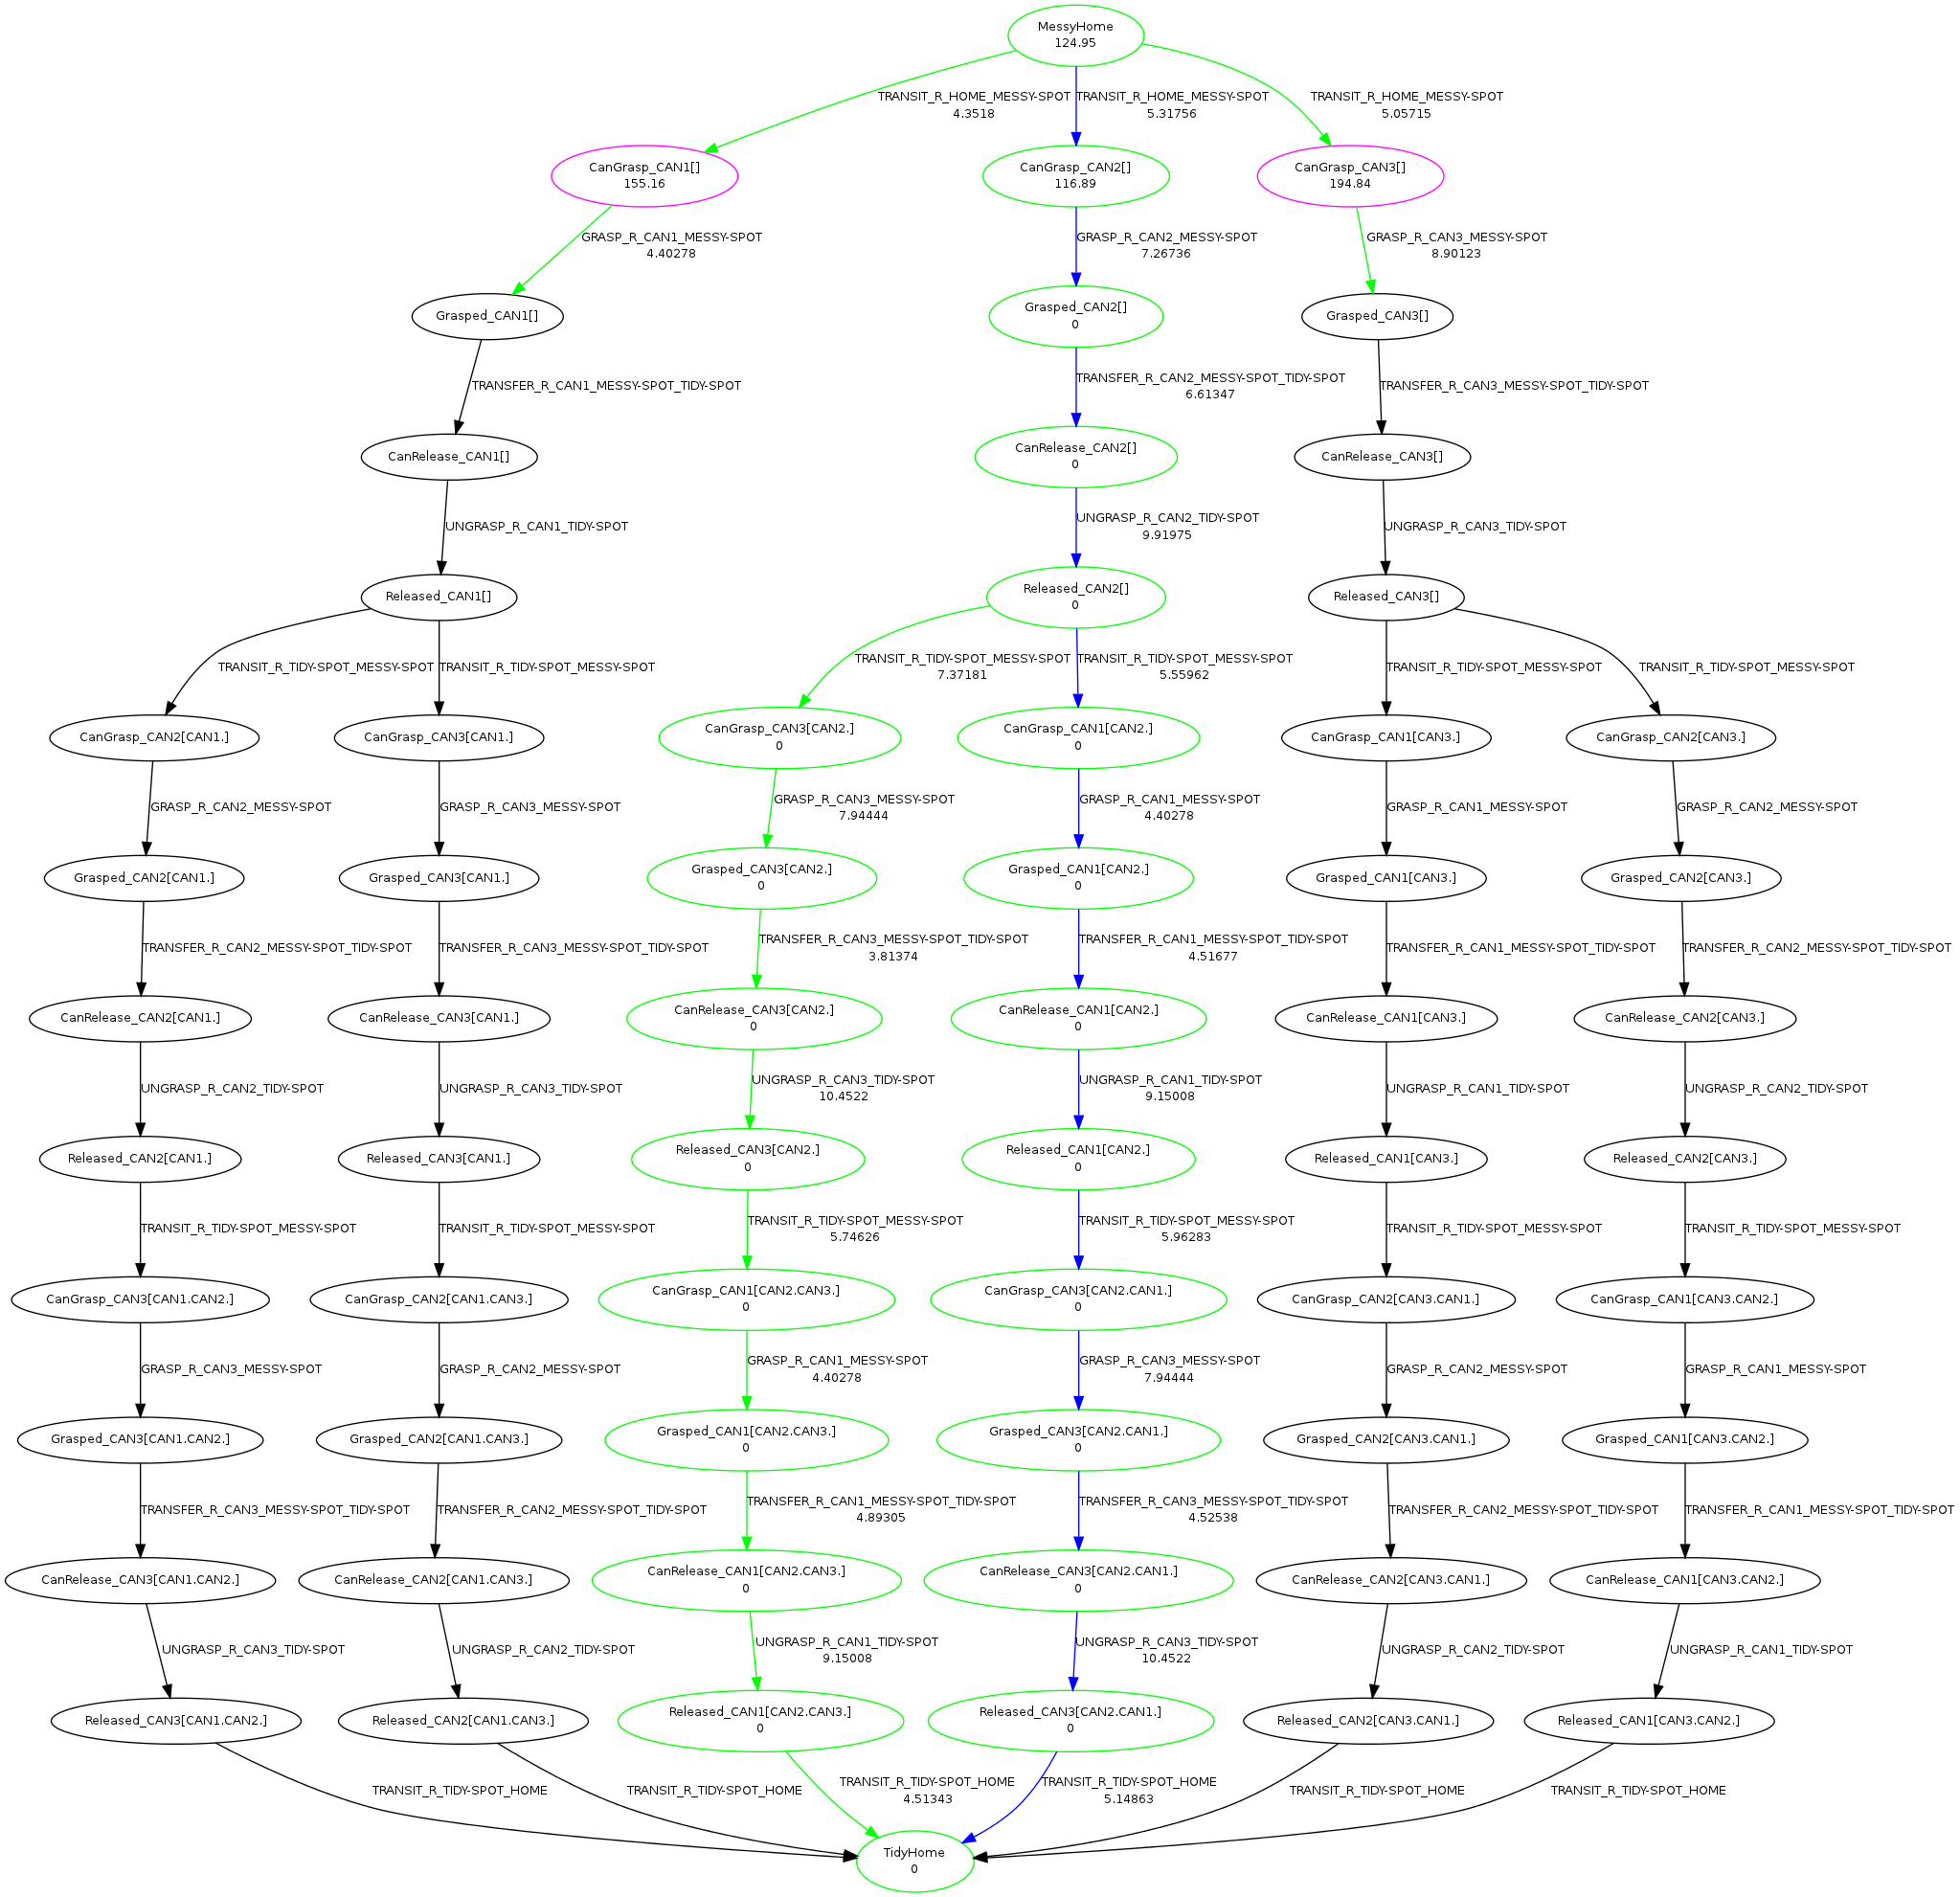 MessyHome
124.95
TRANSIT_R_HOME_MESSY-SPOT
4.3518
TRANSIT_R_HOME_MESSY-SPOT
5.31756
TRANSIT_R_HOME_MESSY-SPOT
5.05715
CanGrasp_CAN1[]
155.16
CanGrasp_CAN2[]
116.89
CanGrasp_CAN3[]
194.84
GRASP_R_CAN1_MESSY-SPOT
4.40278
GRASP_R_CAN2_MESSY-SPOT
7.26736
GRASP_R_CAN3_MESSY-SPOT
8.90123
Grasped_CAN1[]
Grasped_CAN2[]
0
Grasped_CAN3[]
TRANSFER_R_CAN1_MESSY-SPOT_TIDY-SPOT
TRANSFER_R_CAN2_MESSY-SPOT_TIDY-SPOT
6.61347
TRANSFER_R_CAN3_MESSY-SPOT_TIDY-SPOT
CanRelease_CAN1[]
CanRelease_CAN2[]
0
CanRelease_CAN3[]
UNGRASP_R_CAN1_TIDY-SPOT
UNGRASP_R_CAN2_TIDY-SPOT
9.91975
UNGRASP_R_CAN3_TIDY-SPOT
Released_CAN1[]
Released_CAN2[]
0
Released_CAN3[]
TRANSIT_R_TIDY-SPOT_MESSY-SPOT
TRANSIT_R_TIDY-SPOT_MESSY-SPOT
TRANSIT_R_TIDY-SPOT_MESSY-SPOT
7.37181
TRANSIT_R_TIDY-SPOT_MESSY-SPOT
5.55962
TRANSIT_R_TIDY-SPOT_MESSY-SPOT
TRANSIT_R_TIDY-SPOT_MESSY-SPOT
CanGrasp_CAN2[CAN1.]
CanGrasp_CAN3[CAN1.]
CanGrasp_CAN3[CAN2.]
0
CanGrasp_CAN1[CAN2.]
0
CanGrasp_CAN1[CAN3.]
CanGrasp_CAN2[CAN3.]
GRASP_R_CAN2_MESSY-SPOT
GRASP_R_CAN3_MESSY-SPOT
GRASP_R_CAN3_MESSY-SPOT
7.94444
GRASP_R_CAN1_MESSY-SPOT
4.40278
GRASP_R_CAN1_MESSY-SPOT
GRASP_R_CAN2_MESSY-SPOT
Grasped_CAN2[CAN1.]
Grasped_CAN3[CAN1.]
Grasped_CAN3[CAN2.]
0
Grasped_CAN1[CAN2.]
0
Grasped_CAN1[CAN3.]
Grasped_CAN2[CAN3.]
TRANSFER_R_CAN2_MESSY-SPOT_TIDY-SPOT
TRANSFER_R_CAN3_MESSY-SPOT_TIDY-SPOT
TRANSFER_R_CAN3_MESSY-SPOT_TIDY-SPOT
3.81374
TRANSFER_R_CAN1_MESSY-SPOT_TIDY-SPOT
4.51677
TRANSFER_R_CAN1_MESSY-SPOT_TIDY-SPOT
TRANSFER_R_CAN2_MESSY-SPOT_TIDY-SPOT
CanRelease_CAN2[CAN1.]
CanRelease_CAN3[CAN1.]
CanRelease_CAN3[CAN2.]
0
CanRelease_CAN1[CAN2.]
0
CanRelease_CAN1[CAN3.]
CanRelease_CAN2[CAN3.]
UNGRASP_R_CAN2_TIDY-SPOT
UNGRASP_R_CAN3_TIDY-SPOT
UNGRASP_R_CAN3_TIDY-SPOT
10.4522
UNGRASP_R_CAN1_TIDY-SPOT
9.15008
UNGRASP_R_CAN1_TIDY-SPOT
UNGRASP_R_CAN2_TIDY-SPOT
Released_CAN2[CAN1.]
Released_CAN3[CAN1.]
Released_CAN3[CAN2.]
0
Released_CAN1[CAN2.]
0
Released_CAN1[CAN3.]
Released_CAN2[CAN3.]
TRANSIT_R_TIDY-SPOT_MESSY-SPOT
TRANSIT_R_TIDY-SPOT_MESSY-SPOT
TRANSIT_R_TIDY-SPOT_MESSY-SPOT
5.74626
TRANSIT_R_TIDY-SPOT_MESSY-SPOT
5.96283
TRANSIT_R_TIDY-SPOT_MESSY-SPOT
TRANSIT_R_TIDY-SPOT_MESSY-SPOT
CanGrasp_CAN3[CAN1.CAN2.]
CanGrasp_CAN2[CAN1.CAN3.]
CanGrasp_CAN1[CAN2.CAN3.]
0
CanGrasp_CAN3[CAN2.CAN1.]
0
CanGrasp_CAN2[CAN3.CAN1.]
CanGrasp_CAN1[CAN3.CAN2.]
GRASP_R_CAN3_MESSY-SPOT
GRASP_R_CAN2_MESSY-SPOT
GRASP_R_CAN1_MESSY-SPOT
4.40278
GRASP_R_CAN3_MESSY-SPOT
7.94444
GRASP_R_CAN2_MESSY-SPOT
GRASP_R_CAN1_MESSY-SPOT
Grasped_CAN3[CAN1.CAN2.]
Grasped_CAN2[CAN1.CAN3.]
Grasped_CAN1[CAN2.CAN3.]
0
Grasped_CAN3[CAN2.CAN1.]
0
Grasped_CAN2[CAN3.CAN1.]
Grasped_CAN1[CAN3.CAN2.]
TRANSFER_R_CAN3_MESSY-SPOT_TIDY-SPOT
TRANSFER_R_CAN2_MESSY-SPOT_TIDY-SPOT
TRANSFER_R_CAN1_MESSY-SPOT_TIDY-SPOT
4.89305
TRANSFER_R_CAN3_MESSY-SPOT_TIDY-SPOT
4.52538
TRANSFER_R_CAN2_MESSY-SPOT_TIDY-SPOT
TRANSFER_R_CAN1_MESSY-SPOT_TIDY-SPOT
CanRelease_CAN3[CAN1.CAN2.]
CanRelease_CAN2[CAN1.CAN3.]
CanRelease_CAN1[CAN2.CAN3.]
0
CanRelease_CAN3[CAN2.CAN1.]
0
CanRelease_CAN2[CAN3.CAN1.]
CanRelease_CAN1[CAN3.CAN2.]
UNGRASP_R_CAN3_TIDY-SPOT
UNGRASP_R_CAN2_TIDY-SPOT
UNGRASP_R_CAN1_TIDY-SPOT
9.15008
UNGRASP_R_CAN3_TIDY-SPOT
10.4522
UNGRASP_R_CAN2_TIDY-SPOT
UNGRASP_R_CAN1_TIDY-SPOT
Released_CAN3[CAN1.CAN2.]
Released_CAN2[CAN1.CAN3.]
Released_CAN1[CAN2.CAN3.]
0
Released_CAN3[CAN2.CAN1.]
0
Released_CAN2[CAN3.CAN1.]
Released_CAN1[CAN3.CAN2.]
TRANSIT_R_TIDY-SPOT_HOME
TRANSIT_R_TIDY-SPOT_HOME
TRANSIT_R_TIDY-SPOT_HOME
4.51343
TRANSIT_R_TIDY-SPOT_HOME
5.14863
TRANSIT_R_TIDY-SPOT_HOME
TRANSIT_R_TIDY-SPOT_HOME
TidyHome
0